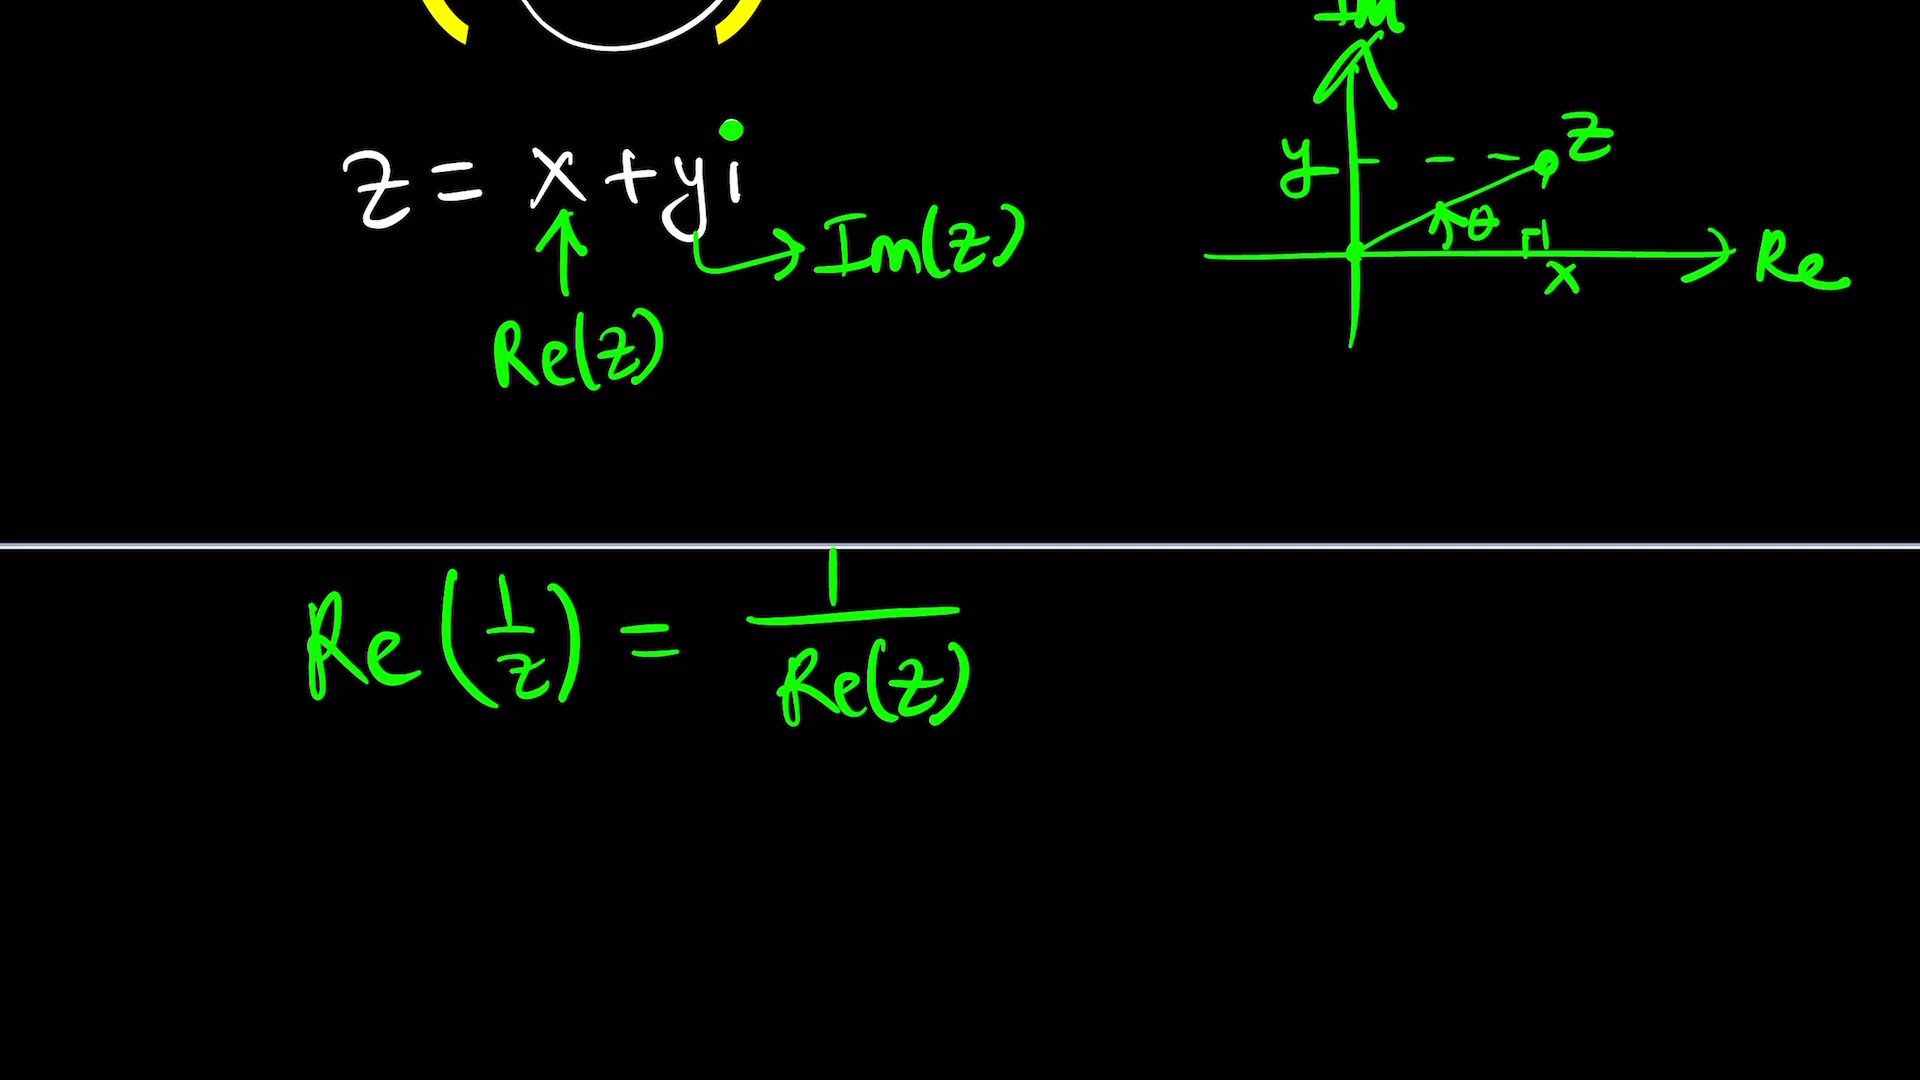 Im
z = x + yi
z
y
θ
Im(z)
x
Re
Re(z)
Re(1/z) = 1/Re(z)